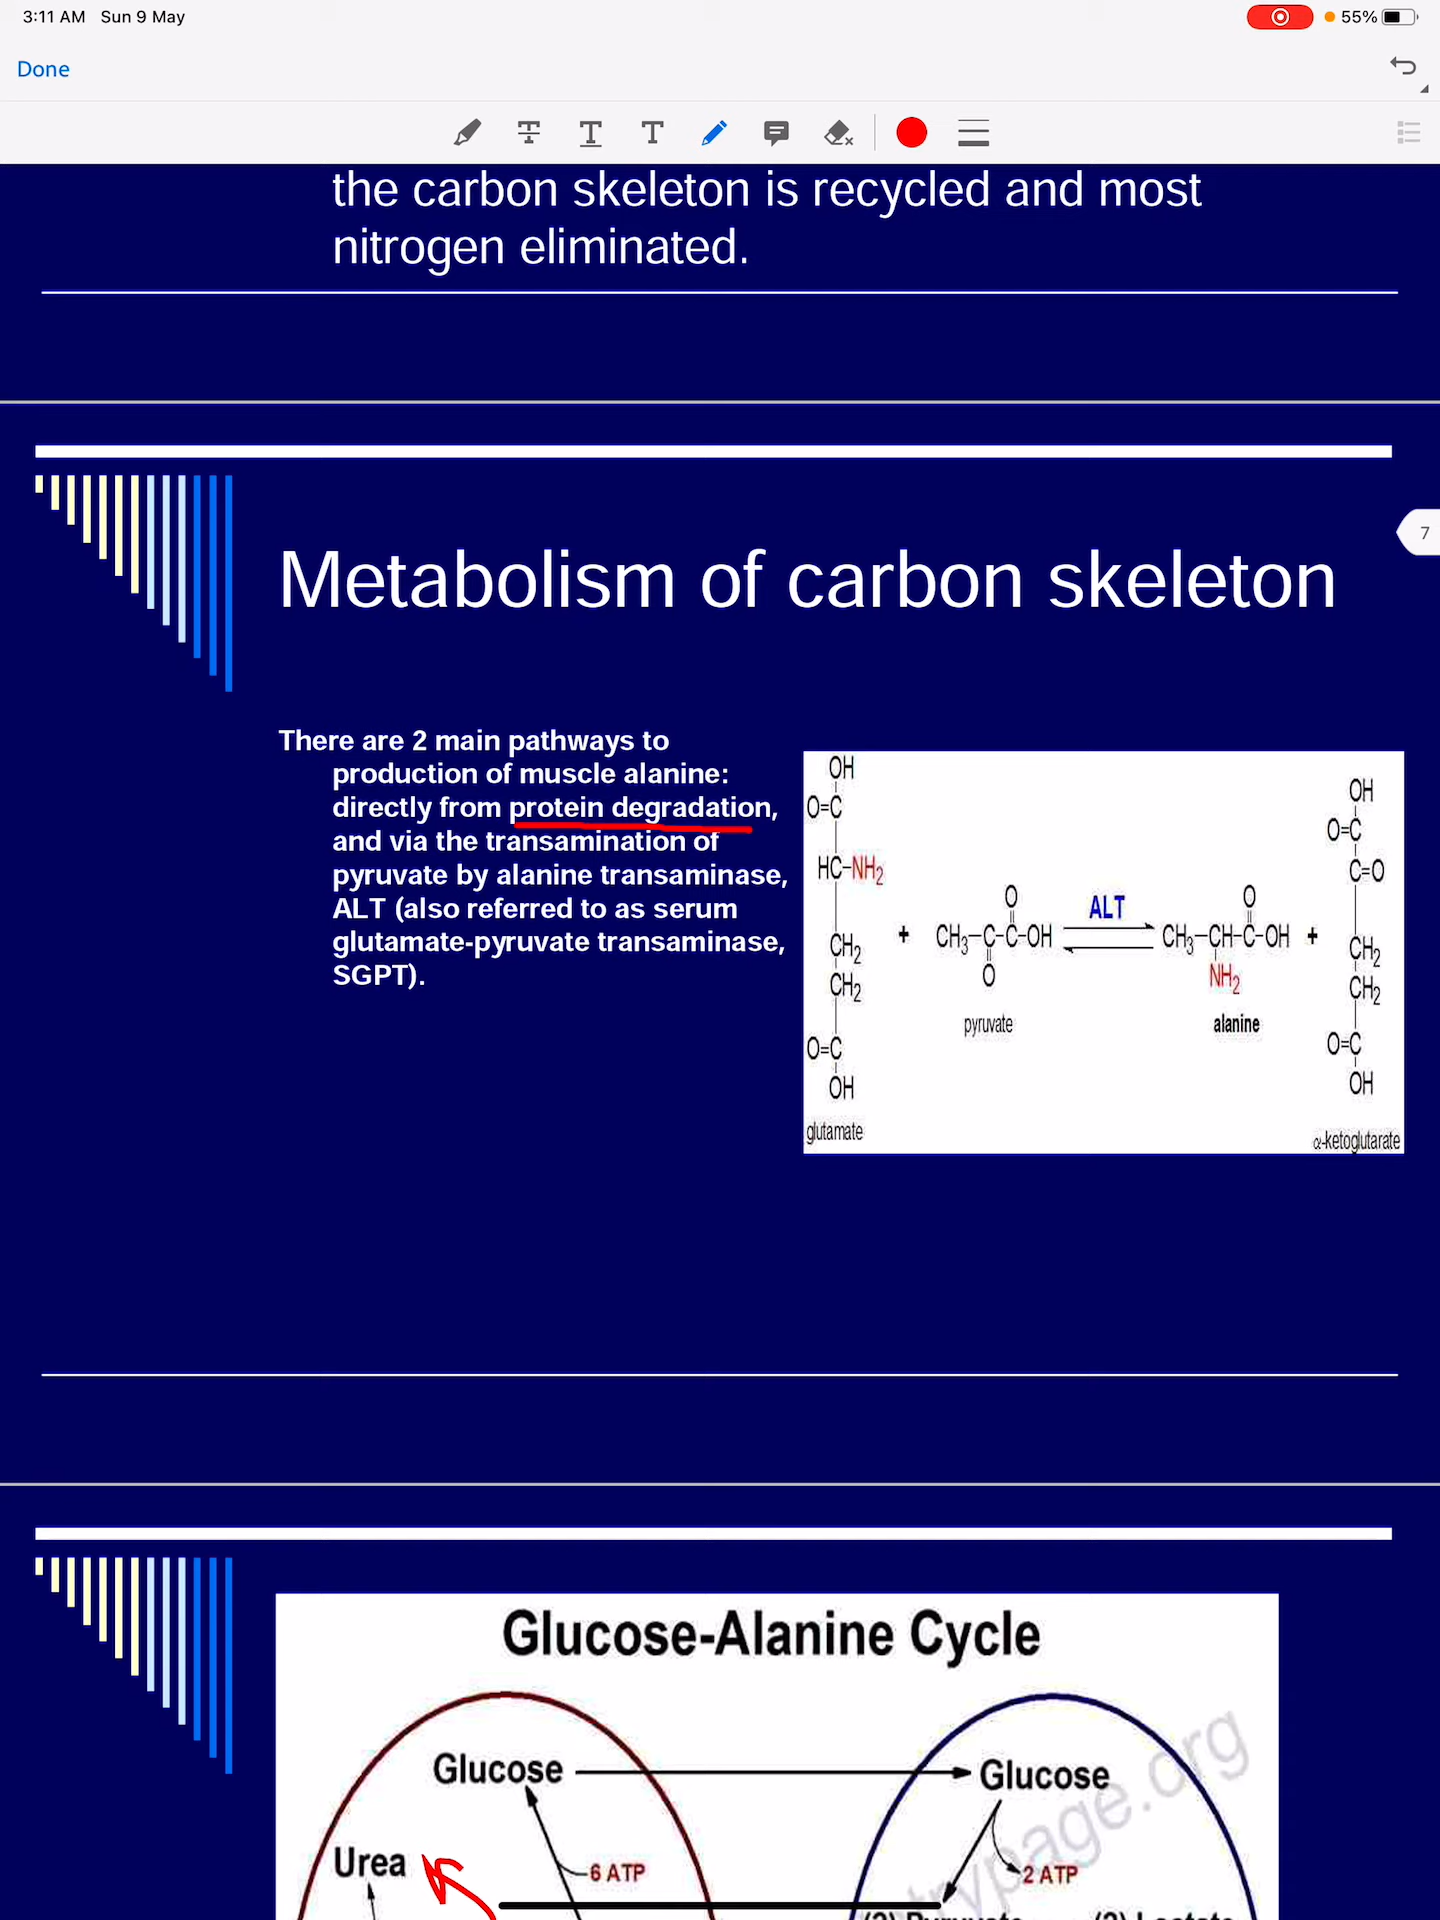 3:11 AM Sun 9 May
55%
Done
the carbon skeleton is recycled and most
nitrogen eliminated.
7
Metabolism of carbon skeleton
There are 2 main pathways to
production of muscle alanine:
directly from protein degradation,
and via the transamination of
pyruvate by alanine transaminase,
ALT (also referred to as serum
glutamate-pyruvate transaminase,
SGPT).
OH
O=C
HC-NH2
CH2
CH2
O=C
OH
glutamate
+
O
CH3-C-C-OH
O
pyruvate
ALT
O
CH3-CH-C-OH
NH2
alanine
+
OH
O=C
C=O
CH2
CH2
O=C
OH
α-ketoglutarate
Glucose-Alanine Cycle
Glucose
Glucose
Urea
6 ATP
2 ATP
(2) Pyruvate
(2) Lactate